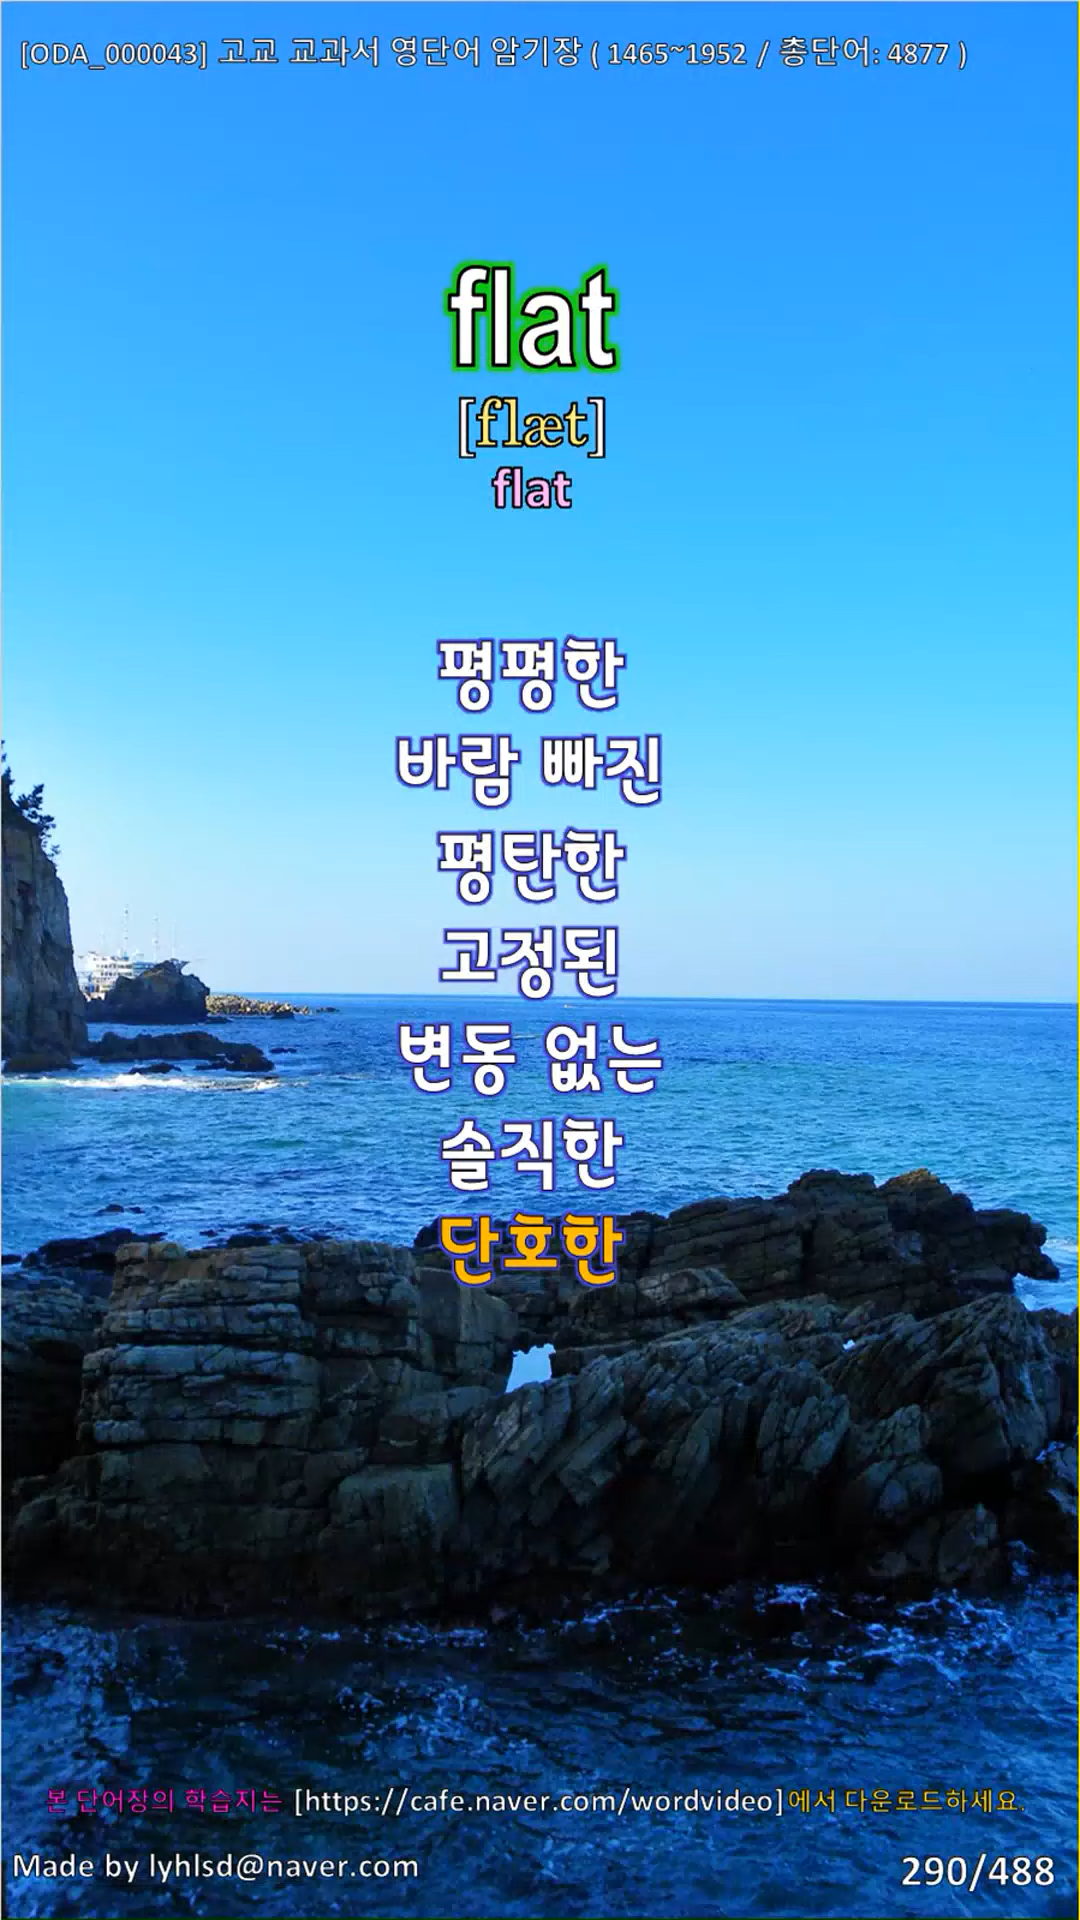 [ODA_000043] 고교 교과서 영단어 암기장 ( 1465~1952 / 총단어: 4877 )
flat
[flæt]
flat
평평한
바람 빠진
평탄한
고정된
변동 없는
솔직한
단호한
본 단어장의 학습지는 [https://cafe.naver.com/wordvideo]에서 다운로드하세요.
Made by lyhlsd@naver.com
290/488